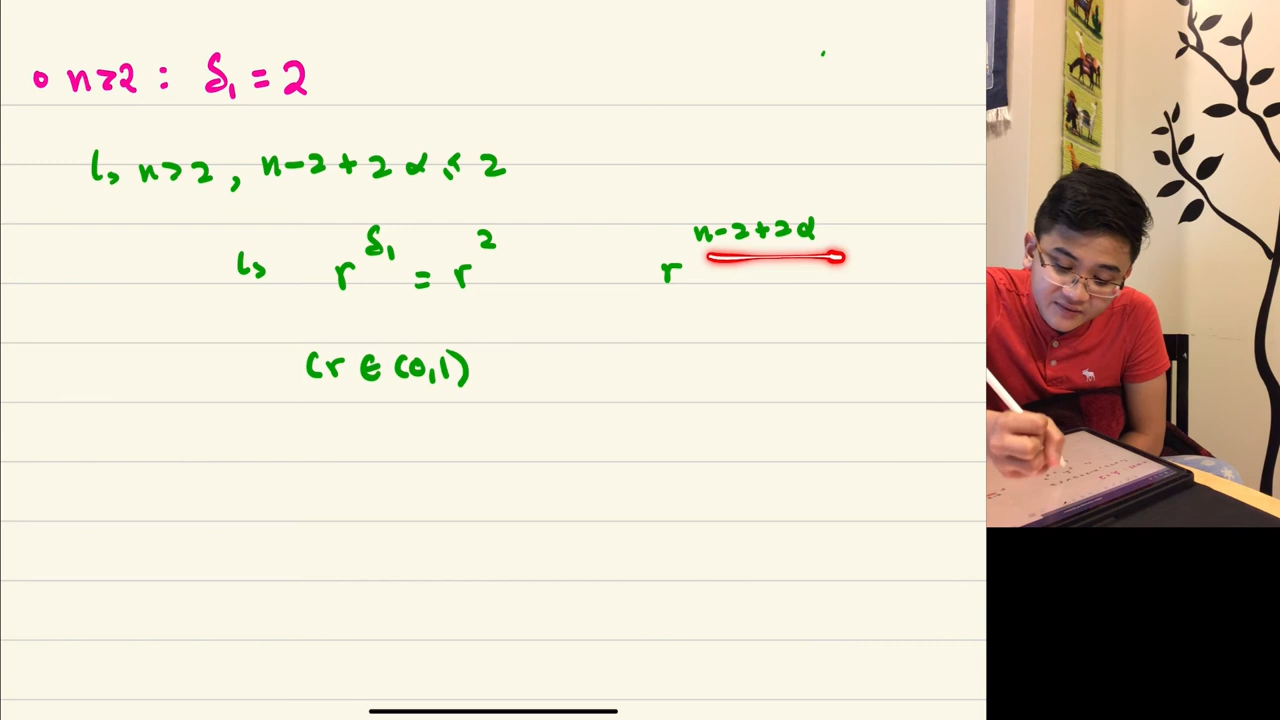 o n≥2 : δ₁ = 2
↳ n > 2, n-2+2α ≤ 2
↳ r^δ₁ = r^2 r^n-2+2α
(r ∈ (0,1)